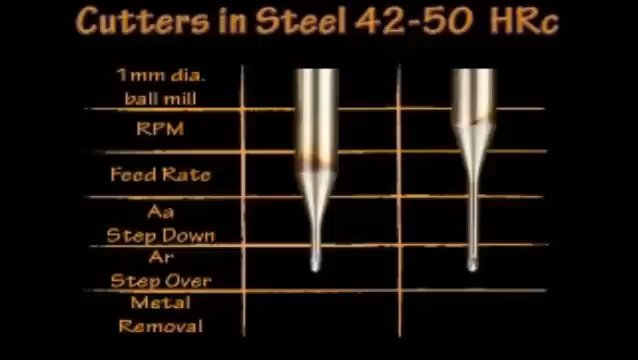 Cutters in Steel 42-50 HRc
1mm dia.
ball mill
RPM
Feed Rate
Aa
Step Down
Ar
Step Over
Metal
Removal